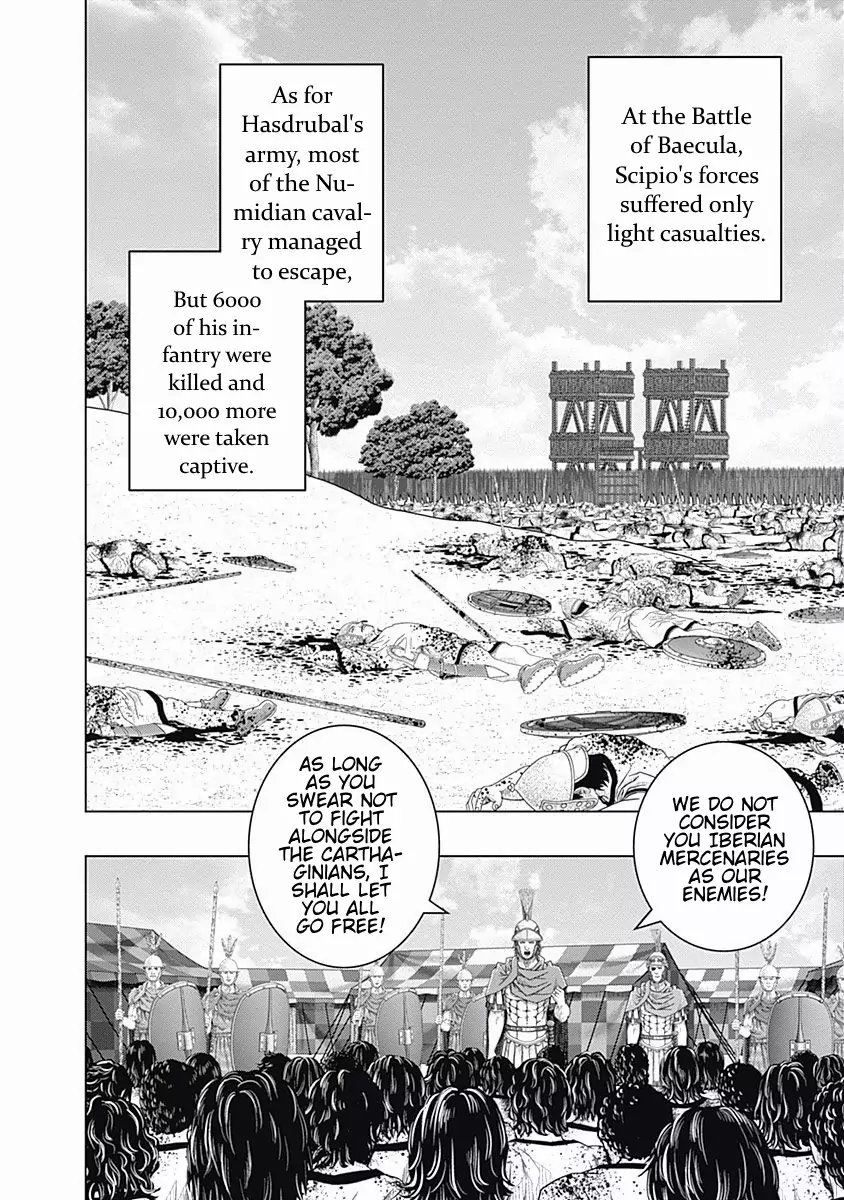 At the Battle
of Baecula,
Scipio's forces
suffered only
light casualties.
As for
Hasdrubal's
army, most
of the Nu-
midian caval-
ry managed
to escape,
But 6000
of his in-
fantry were
killed and
10,000 more
were taken
captive.
WE DO NOT
CONSIDER
YOU IBERIAN
MERCENARIES
AS OUR
ENEMIES!
AS LONG
AS YOU
SWEAR NOT
TO FIGHT
ALONGSIDE
THE CARTHA-
GINIANS, I
SHALL LET
YOU ALL
GO FREE!